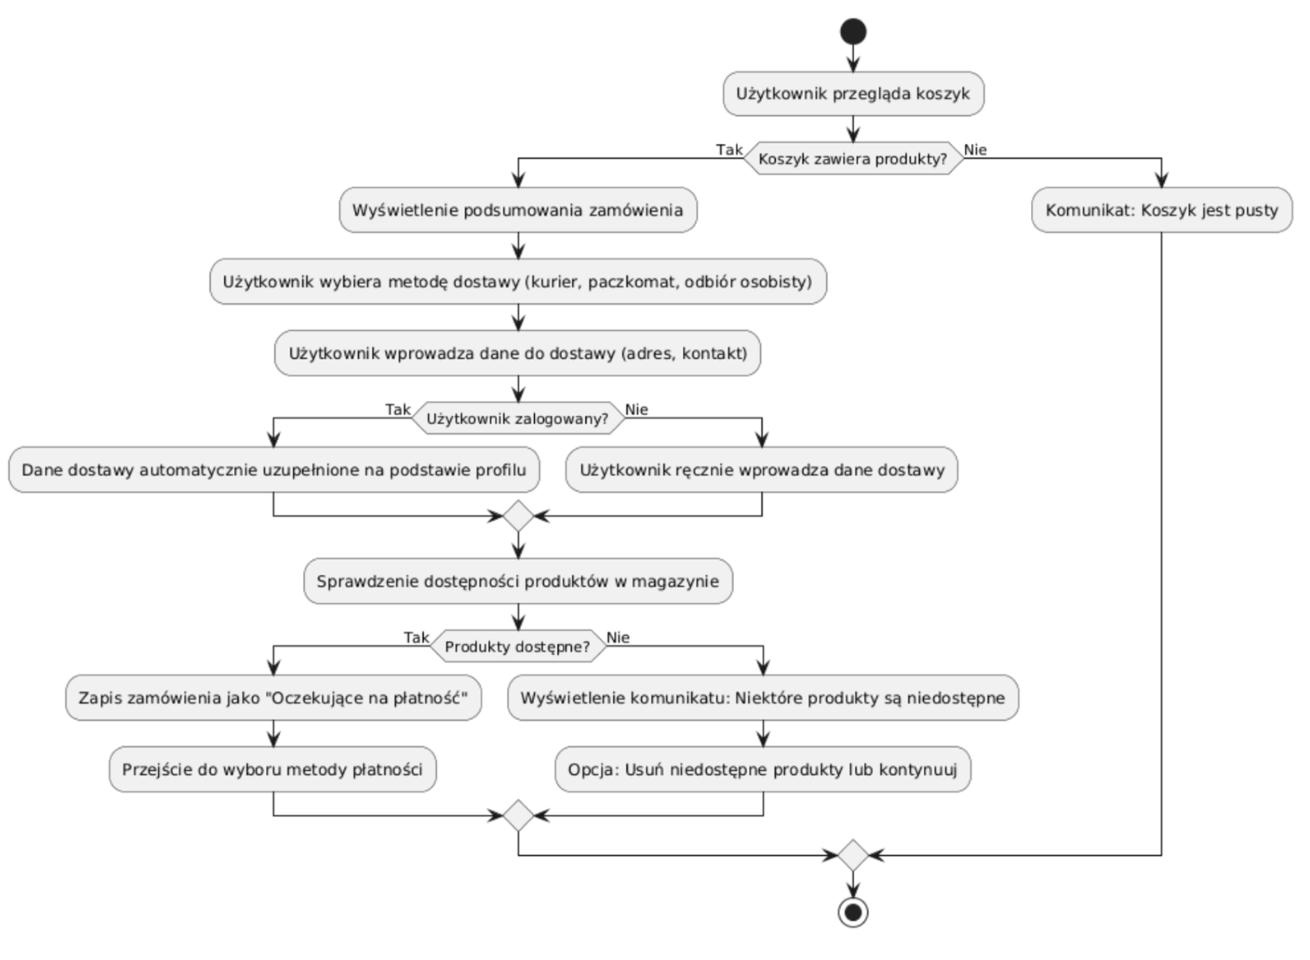 Użytkownik przegląda koszyk
Tak
Koszyk zawiera produkty?
Nie
Wyświetlenie podsumowania zamówienia
Komunikat: Koszyk jest pusty
Użytkownik wybiera metodę dostawy (kurier, paczkomat, odbiór osobisty)
Użytkownik wprowadza dane do dostawy (adres, kontakt)
Tak
Użytkownik zalogowany?
Nie
Dane dostawy automatycznie uzupełnione na podstawie profilu
Użytkownik ręcznie wprowadza dane dostawy
Sprawdzenie dostępności produktów w magazynie
Tak
Produkty dostępne?
Nie
Zapis zamówienia jako "Oczekujące na płatność"
Wyświetlenie komunikatu: Niektóre produkty są niedostępne
Przejście do wyboru metody płatności
Opcja: Usuń niedostępne produkty lub kontynuuj